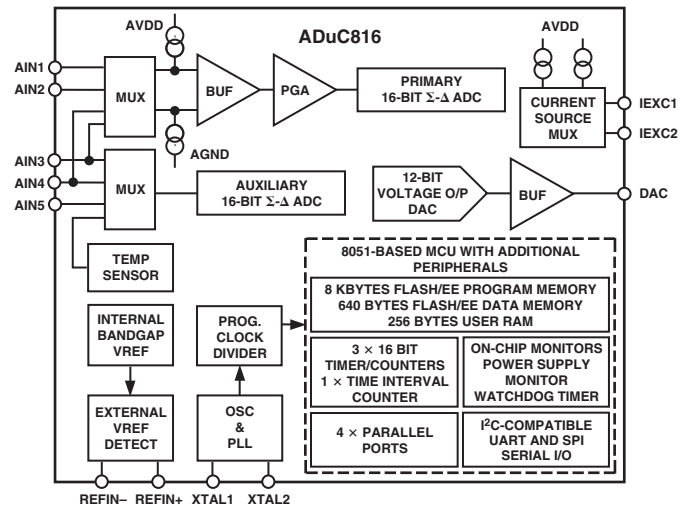 ADuC816
AVDD
AVDD
AIN1
AIN2
MUX
BUF
PGA
PRIMARY
16-BIT Σ-Δ ADC
CURRENT
SOURCE
MUX
IEXC1
IEXC2
AGND
AIN3
AIN4
AIN5
MUX
AUXILIARY
16-BIT Σ-Δ ADC
12-BIT
VOLTAGE O/P
DAC
BUF
DAC
TEMP
SENSOR
8051-BASED MCU WITH ADDITIONAL
PERIPHERALS
8 KBYTES FLASH/EE PROGRAM MEMORY
640 BYTES FLASH/EE DATA MEMORY
256 BYTES USER RAM
INTERNAL
BANDGAP
VREF
PROG.
CLOCK
DIVIDER
3 × 16 BIT
TIMER/COUNTERS
1 × TIME INTERVAL
COUNTER
ON-CHIP MONITORS
POWER SUPPLY
MONITOR
WATCHDOG TIMER
EXTERNAL
VREF
DETECT
OSC
&
PLL
4 × PARALLEL
PORTS
I²C-COMPATIBLE
UART AND SPI
SERIAL I/O
REFIN– REFIN+ XTAL1 XTAL2